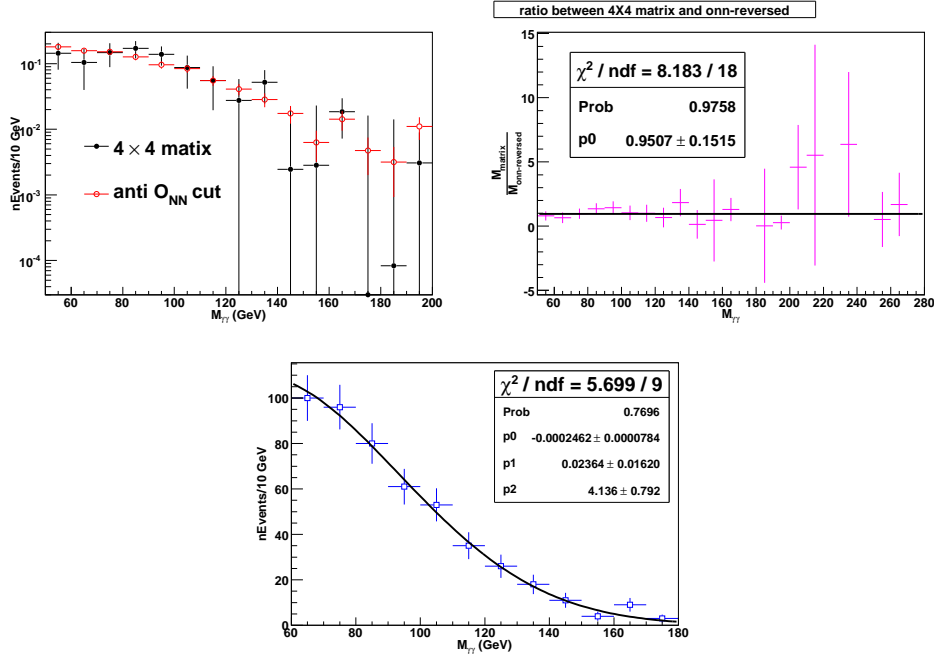 ratio between 4X4 matrix and onn-reversed
nEvents/10 GeV
10⁻¹
10⁻²
10⁻³
10⁻⁴
4 × 4 matix
anti O_NN cut
60 80 100 120 140 160 180 200
M_γγ (GeV)
M_matrix
M_onn-reversed
15
10
5
0
-5
χ² / ndf = 8.183 / 18
Prob 0.9758
p0 0.9507 ± 0.1515
60 80 100 120 140 160 180 200 220 240 260 280
M_γγ
nEvents/10 GeV
100
80
60
40
20
0
χ² / ndf = 5.699 / 9
Prob 0.7696
p0 -0.0002462 ± 0.0000784
p1 0.02364 ± 0.01620
p2 4.136 ± 0.792
60 80 100 120 140 160 180
M_γγ (GeV)